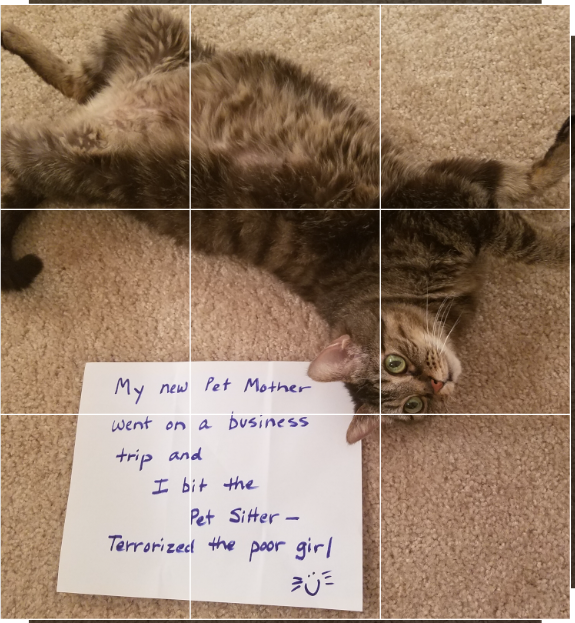 My new Pet Mother
went on a business
trip and
I bit the
Pet Sitter –
Terrorized the poor girl